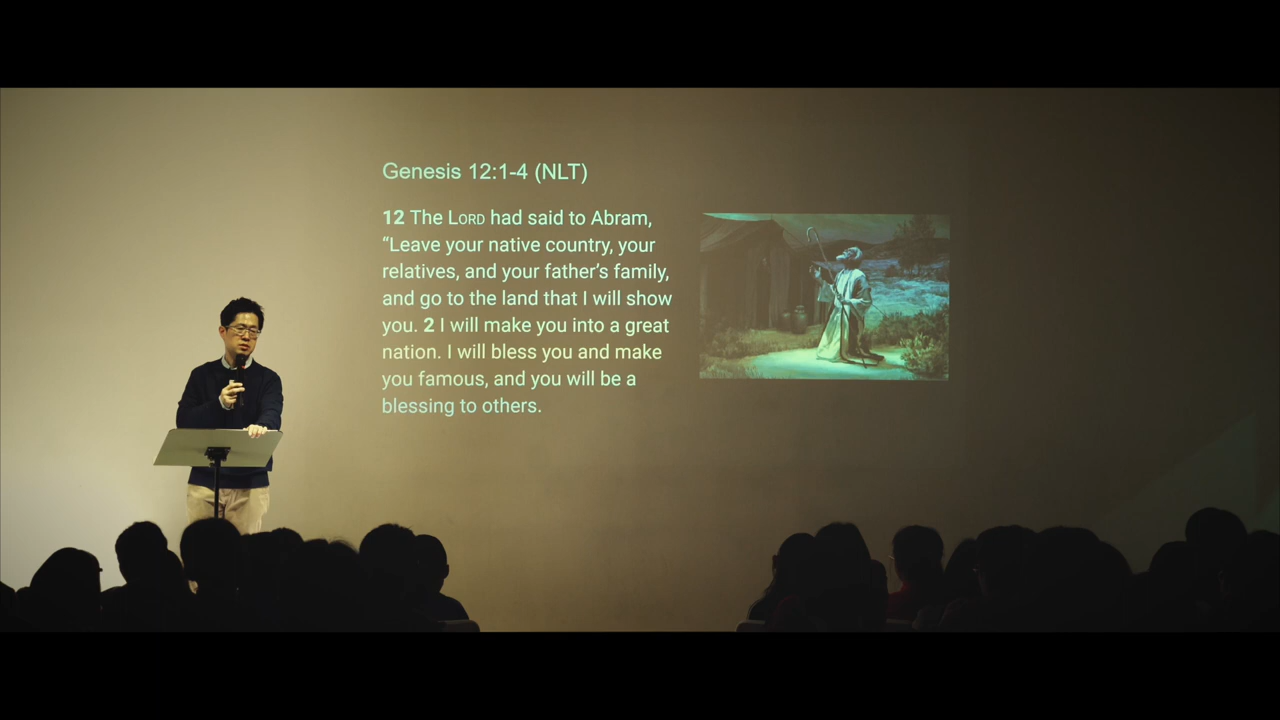 Genesis 12:1-4 (NLT)
12 The LORD had said to Abram,
“Leave your native country, your
relatives, and your father’s family,
and go to the land that I will show
you. 2 I will make you into a great
nation. I will bless you and make
you famous, and you will be a
blessing to others.